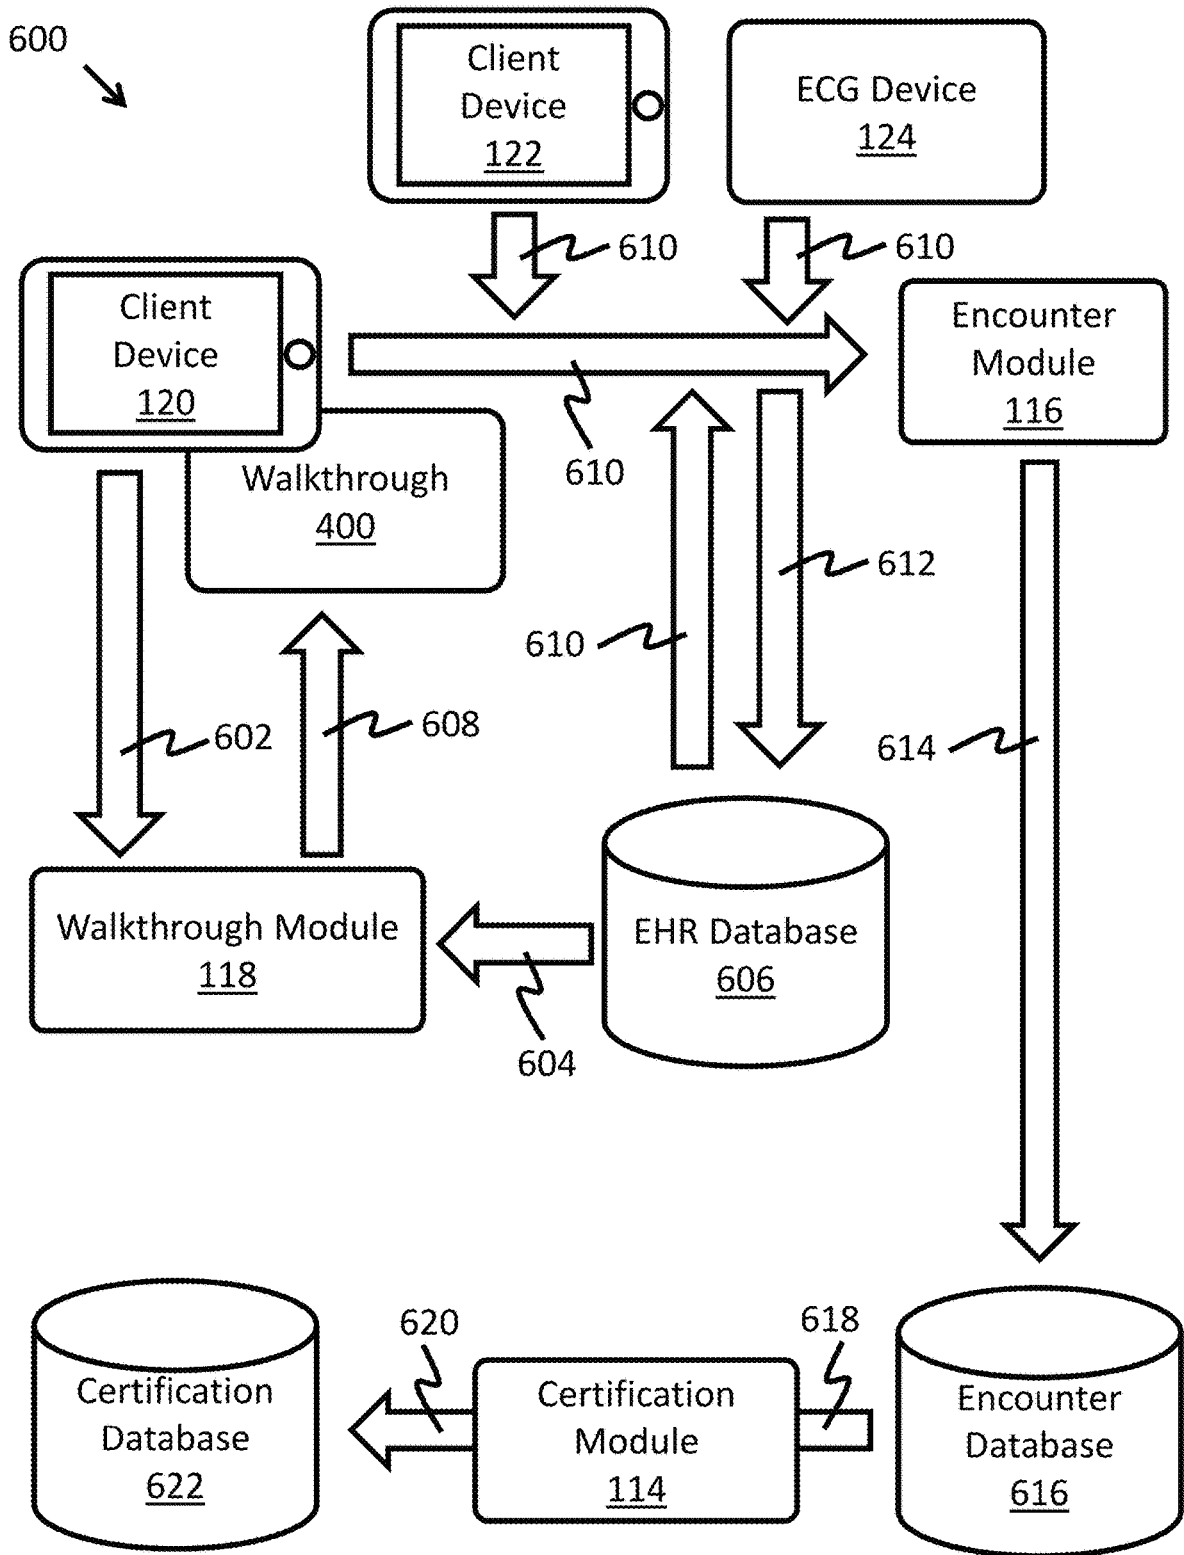 600
Client
Device
122
ECG Device
124
610
610
Client
Device
120
Encounter
Module
116
610
Walkthrough
400
612
610
602
608
614
Walkthrough Module
118
EHR Database
606
604
620
618
Certification
Database
622
Certification
Module
114
Encounter
Database
616